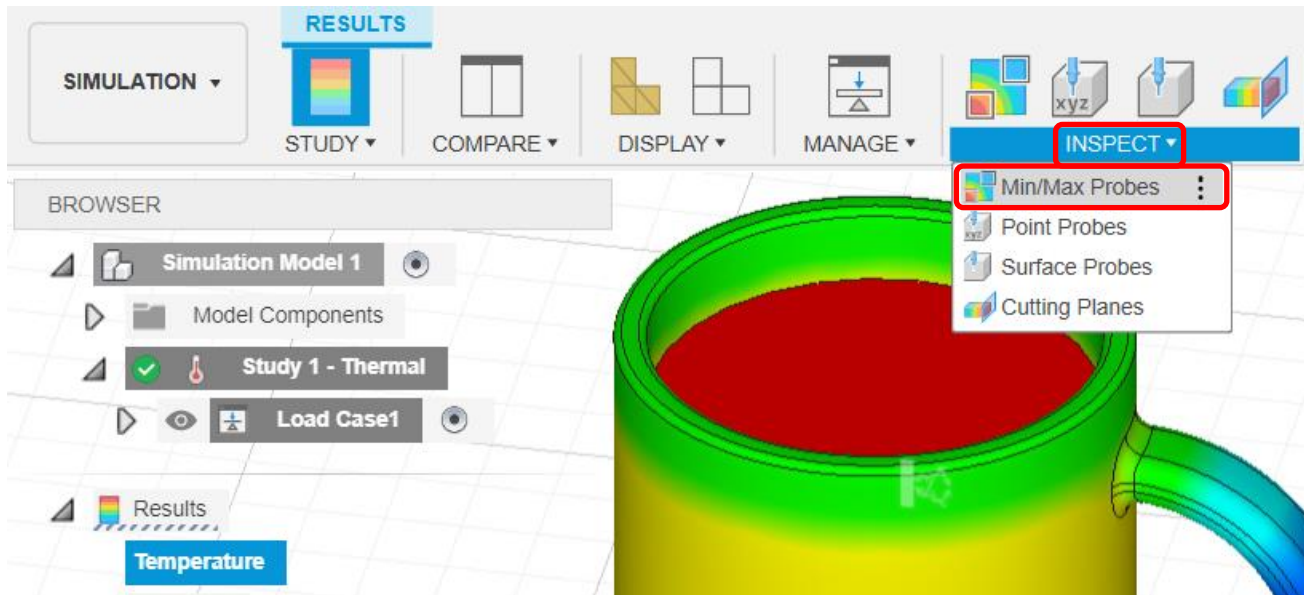 RESULTS
SIMULATION
STUDY
COMPARE
DISPLAY
MANAGE
xyz
INSPECT
Min/Max Probes
xyz
Point Probes
Surface Probes
Cutting Planes
BROWSER
Simulation Model 1
Model Components
Study 1 - Thermal
Load Case1
Results
Temperature